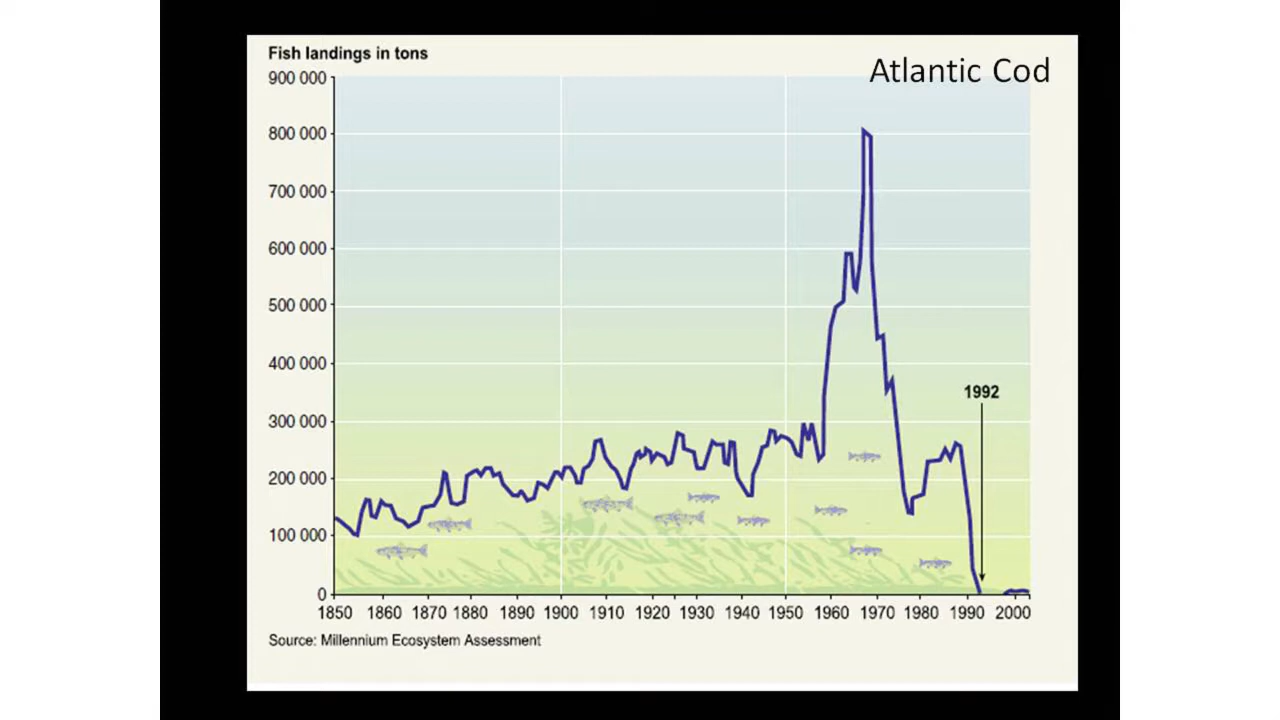 Fish landings in tons
Atlantic Cod
900 000
800 000
700 000
600 000
500 000
400 000
1992
300 000
200 000
100 000
0
1850 1860 1870 1880 1890 1900 1910 1920 1930 1940 1950 1960 1970 1980 1990 2000
Source: Millennium Ecosystem Assessment